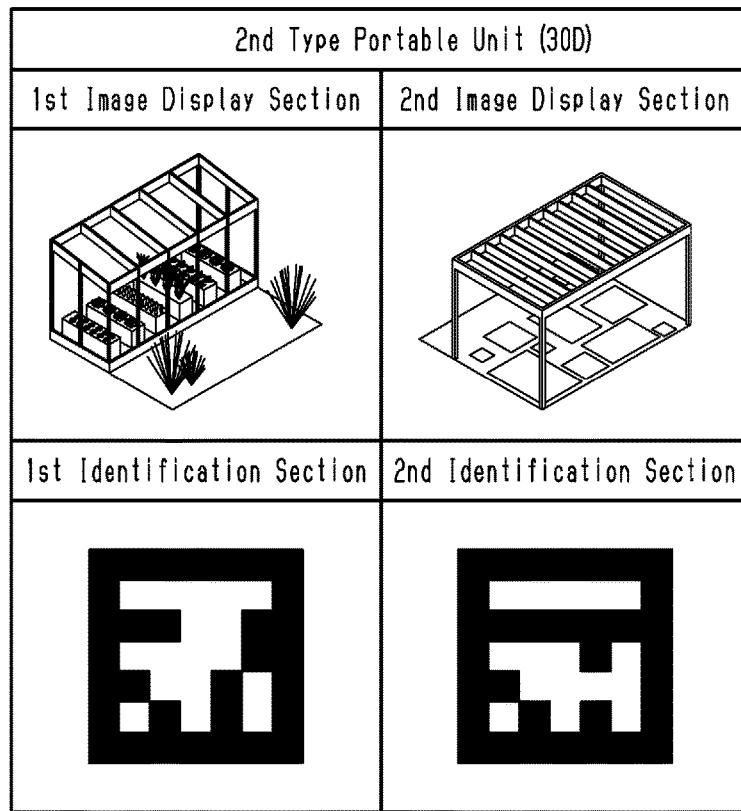 2nd Type Portable Unit (30D)
1st Image Display Section
2nd Image Display Section
1st Identification Section
2nd Identification Section